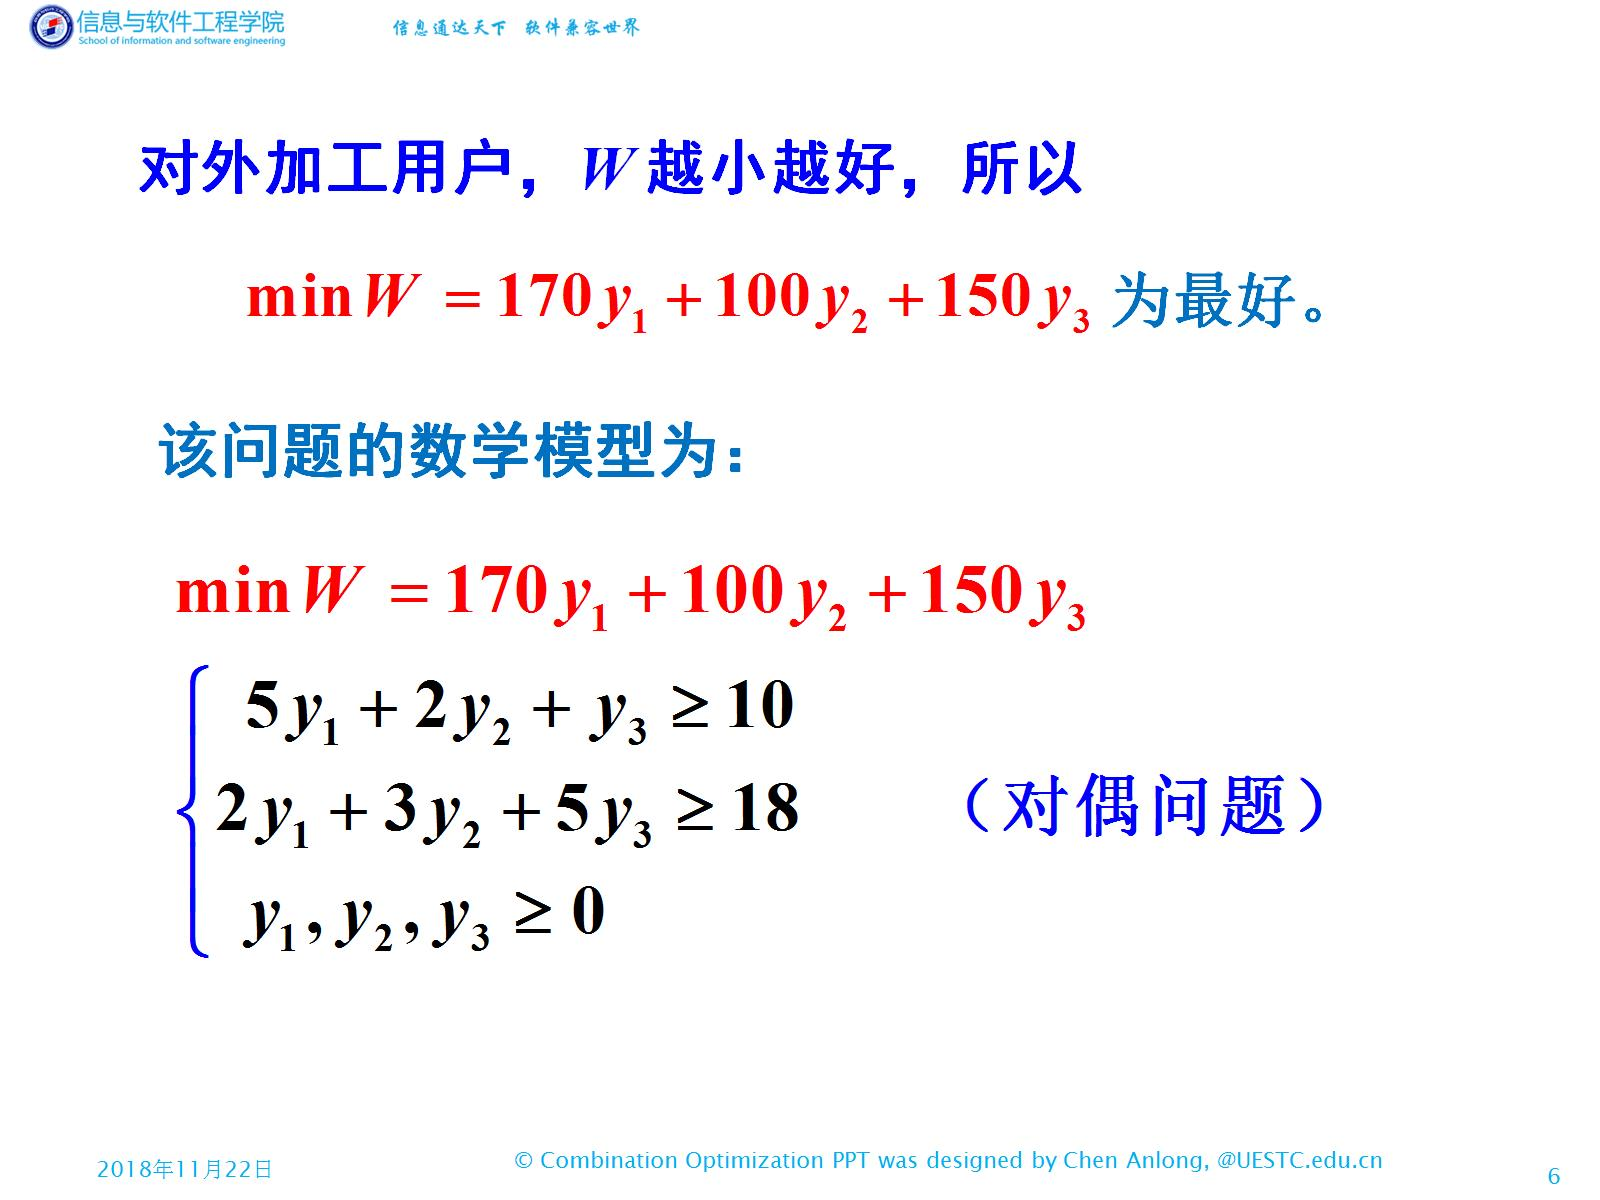 信息与软件工程学院
School of information and software engineering
信息通达天下 软件兼容世界
对外加工用户，W越小越好，所以
min W = 170y₁ + 100y₂ + 150y₃ 为最好。
该问题的数学模型为：
min W = 170y₁ + 100y₂ + 150y₃
5y₁ + 2y₂ + y₃ ≥ 10
2y₁ + 3y₂ + 5y₃ ≥ 18 （对偶问题）
y₁, y₂, y₃ ≥ 0
2018年11月22日
© Combination Optimization PPT was designed by Chen Anlong, @UESTC.edu.cn
6